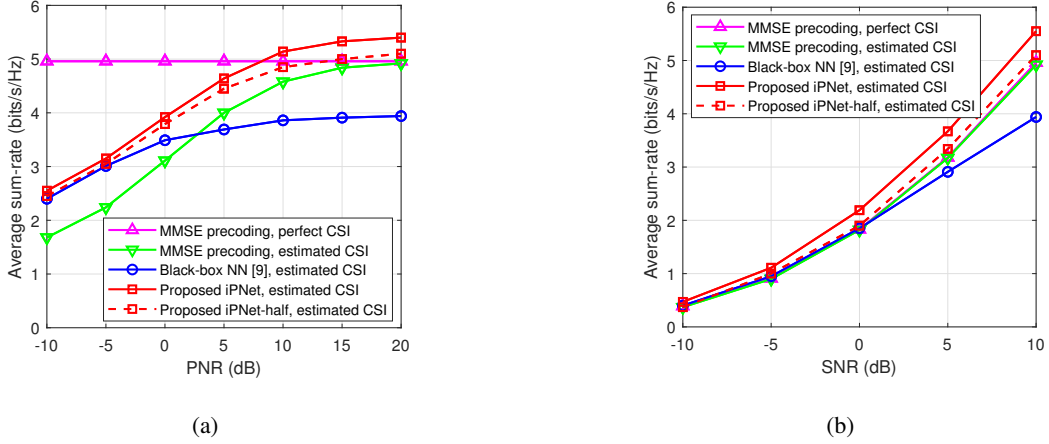 6
5
4
3
2
1
0
Average sum-rate (bits/s/Hz)
MMSE precoding, perfect CSI
MMSE precoding, estimated CSI
Black-box NN [9], estimated CSI
Proposed iPNet, estimated CSI
Proposed iPNet-half, estimated CSI
-10 -5 0 5 10 15 20
PNR (dB)
(a)
6
5
4
3
2
1
0
Average sum-rate (bits/s/Hz)
MMSE precoding, perfect CSI
MMSE precoding, estimated CSI
Black-box NN [9], estimated CSI
Proposed iPNet, estimated CSI
Proposed iPNet-half, estimated CSI
-10 -5 0 5 10
SNR (dB)
(b)